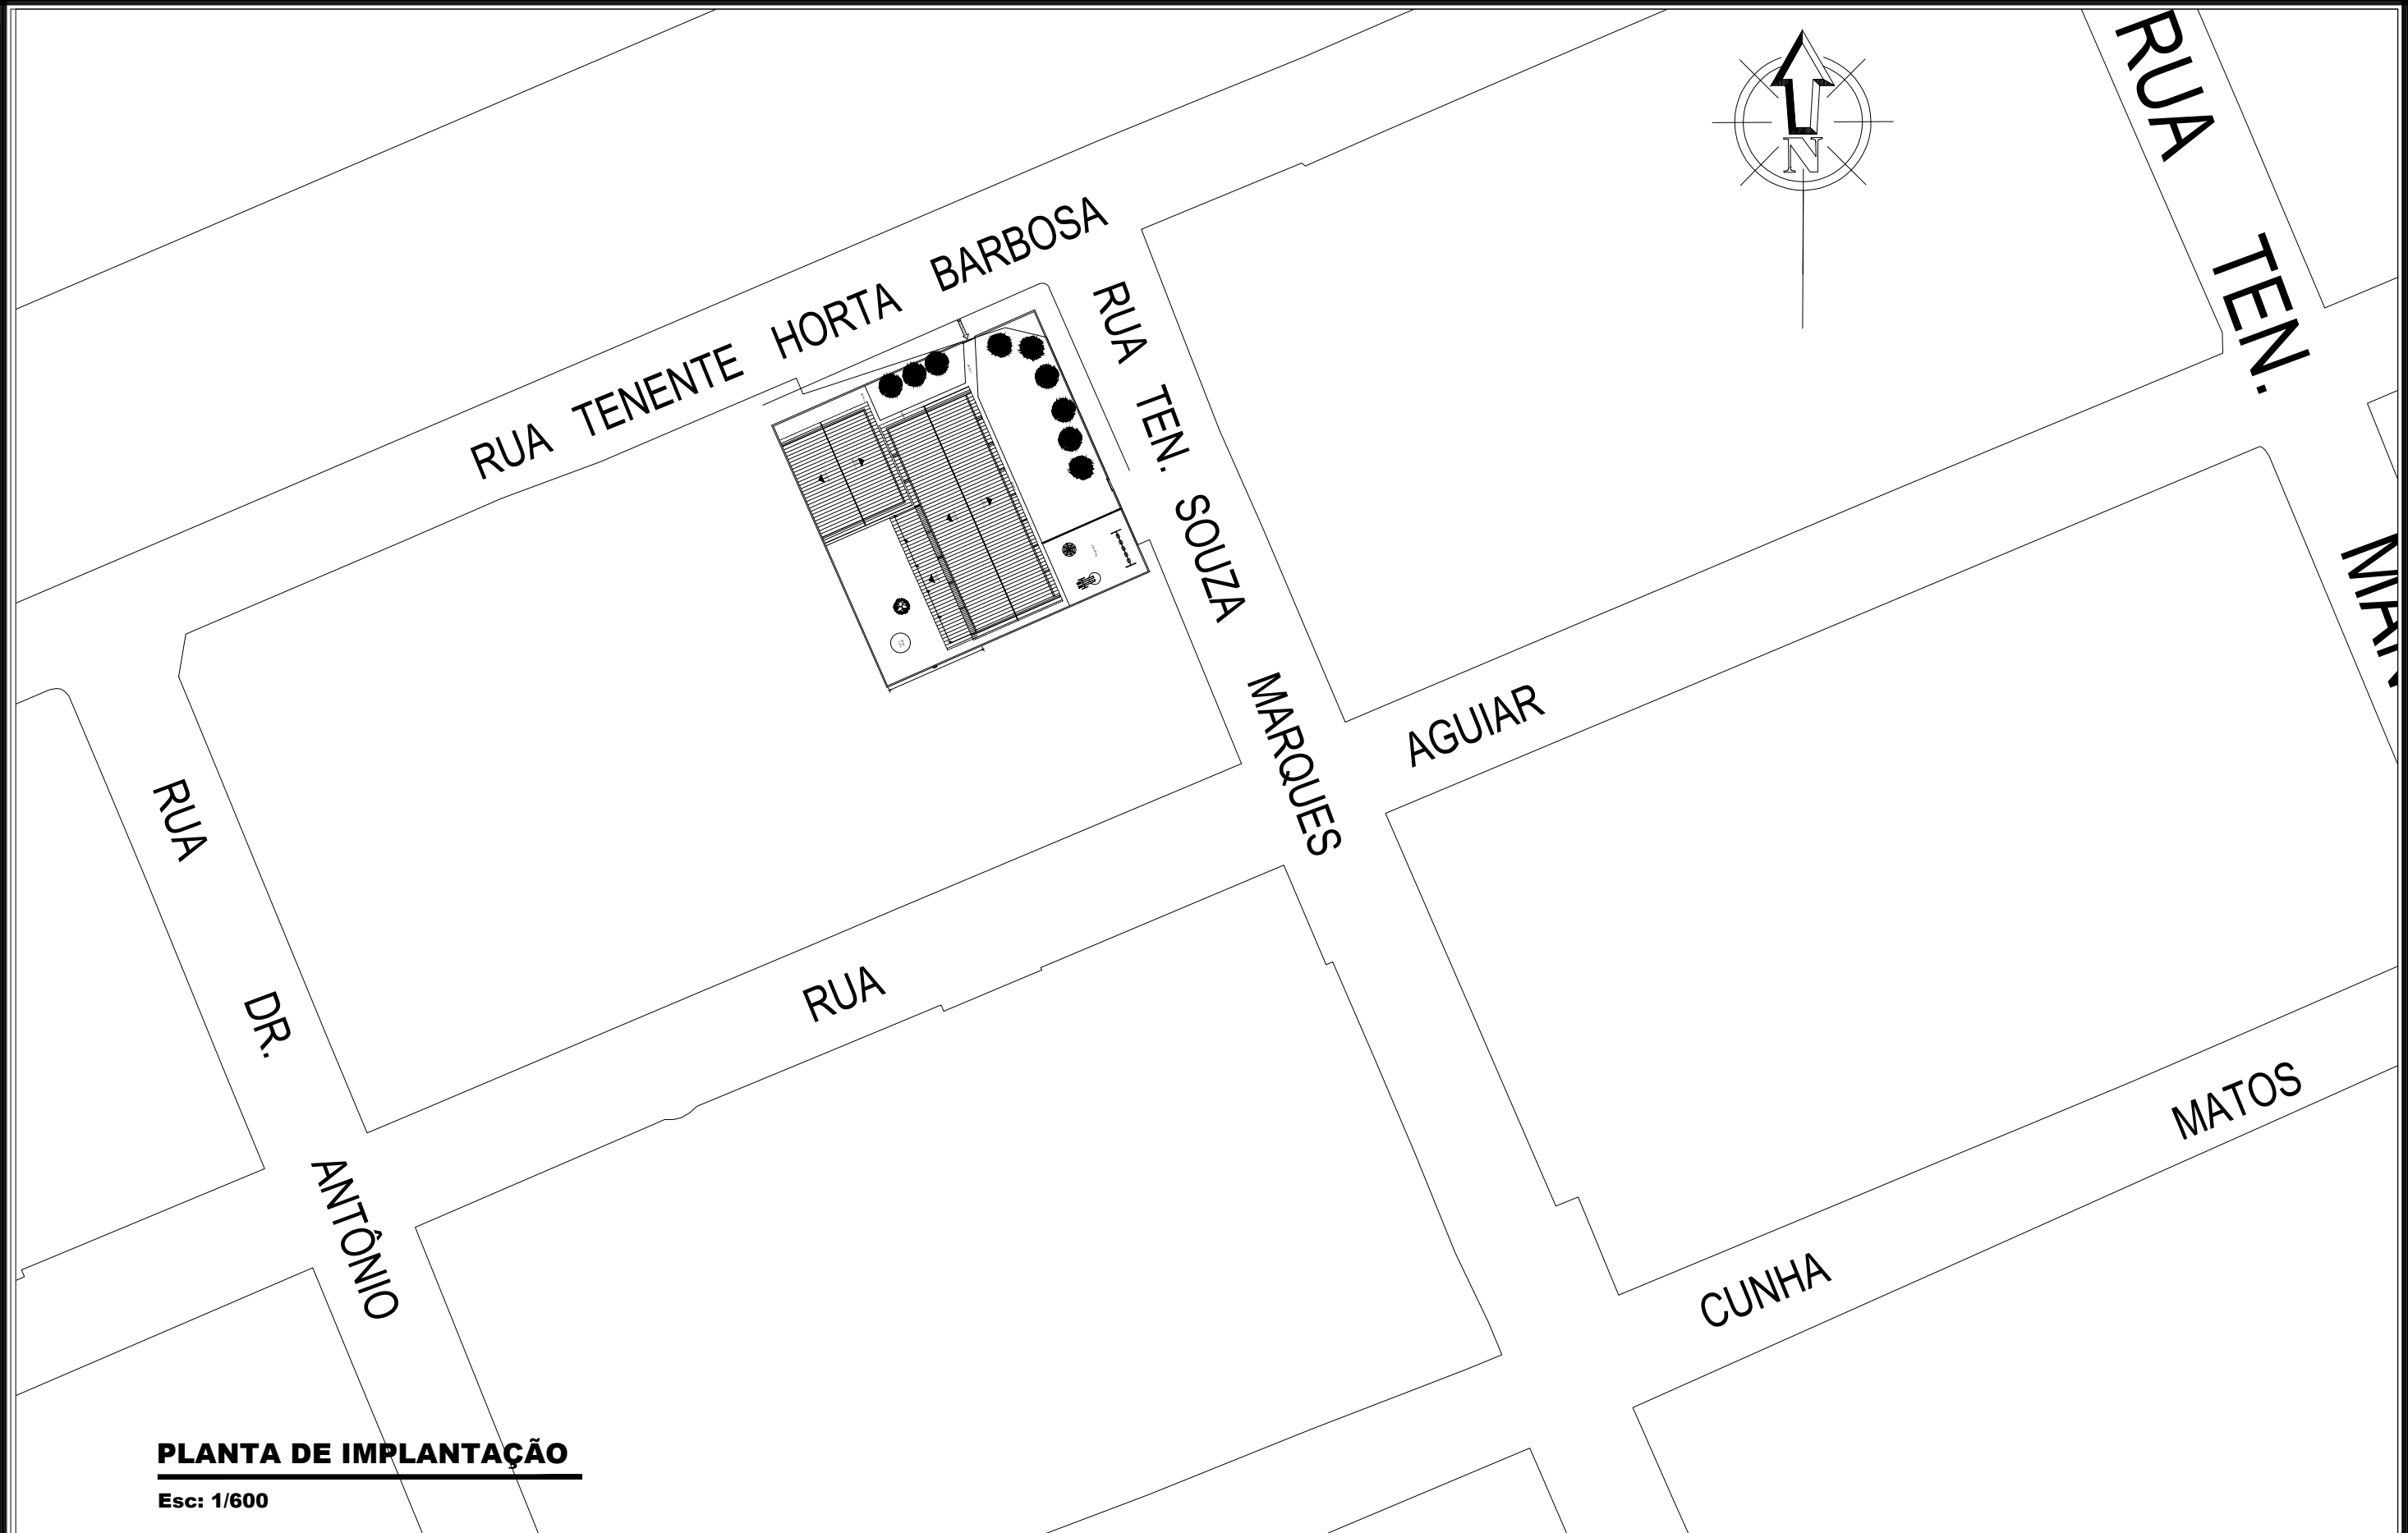 RUA TEN.
N
RUA TENENTE HORTA BARBOSA
RUA TEN. SOUZA MARQUES
RUA AGUIAR
RUA DR. ANTÔNIO
CUNHA MATOS
PLANTA DE IMPLANTAÇÃO
Esc: 1/600